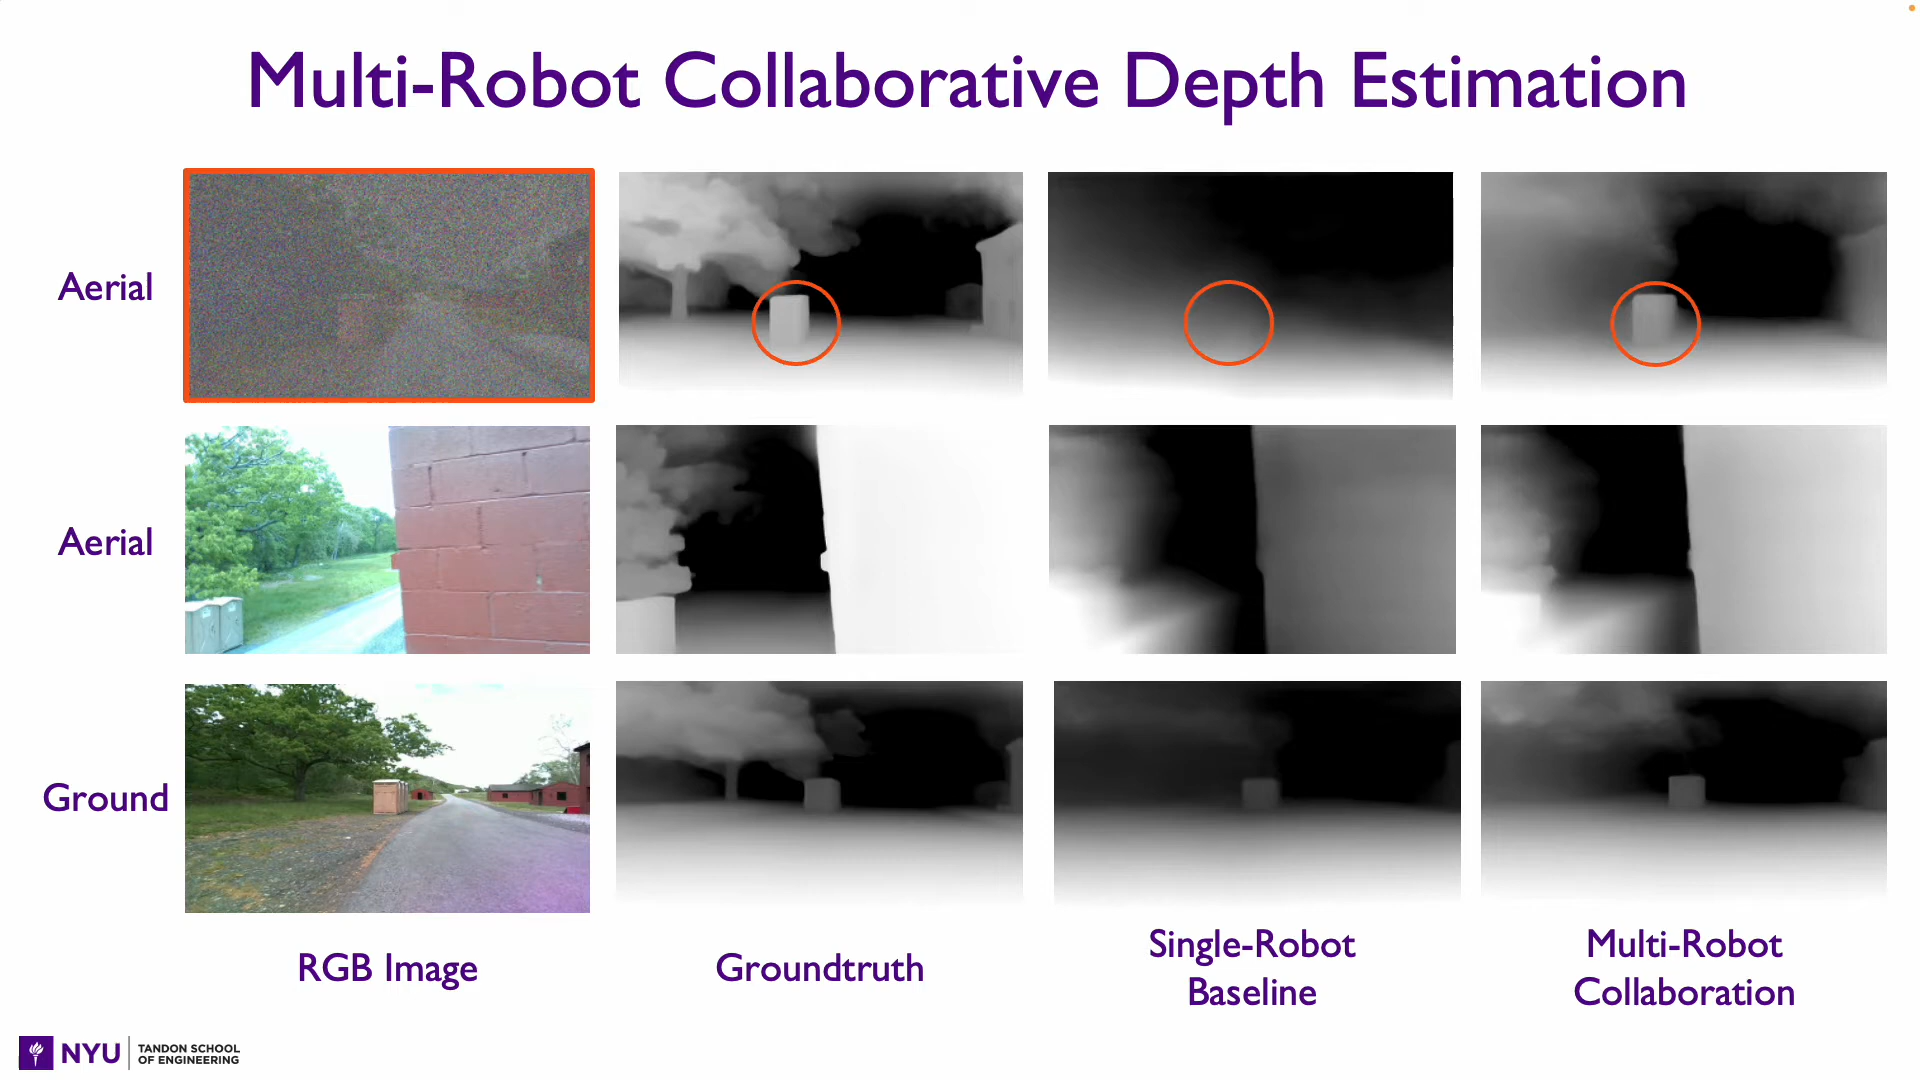 Multi-Robot Collaborative Depth Estimation
Aerial
Aerial
Ground
RGB Image
Groundtruth
Single-Robot
Baseline
Multi-Robot
Collaboration
NYU
TANDON SCHOOL
OF ENGINEERING